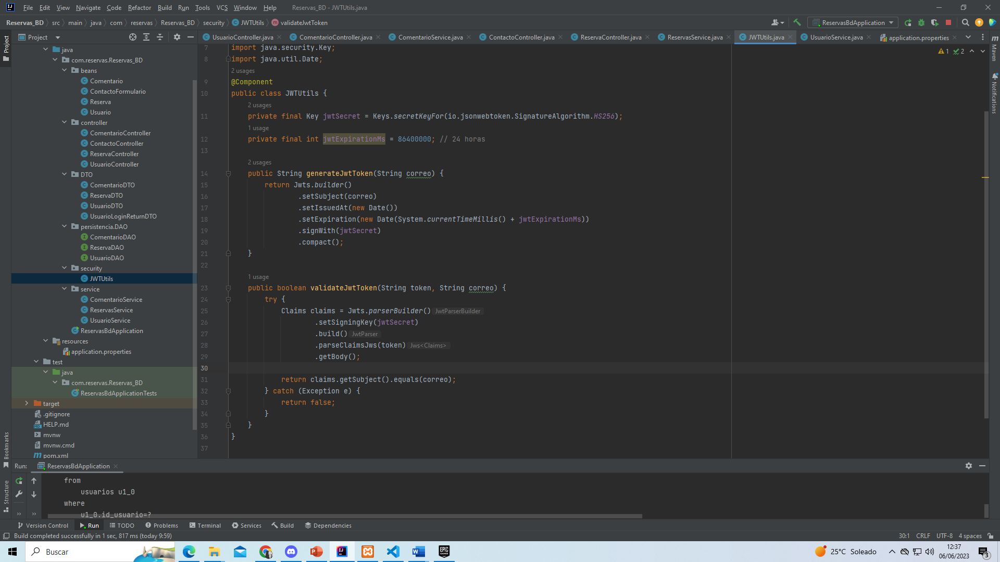 File Edit View Navigate Code Refactor Build Run Tools VCS Window Help Reservas_BD - JWTUtils.java
Reservas_BD src main java com reservas Reservas_BD security JWTUtils validateJwtToken ReservasBdApplication
Project
UsuarioController.java ComentarioController.java ComentarioService.java ContactoController.java ReservaController.java ReservasService.java JWTUtils.java UsuarioService.java application.properties
Project
Bookmarks
Structure
Maven
Notifications
java
com.reservas.Reservas_BD
beans
Comentario
ContactoFormulario
Reserva
Usuario
controller
ComentarioController
ContactoController
ReservaController
UsuarioController
DTO
ComentarioDTO
ReservaDTO
UsuarioDTO
UsuarioLoginReturnDTO
persistencia.DAO
ComentarioDAO
ReservaDAO
UsuarioDAO
security
JWTUtils
service
ComentarioService
ReservasService
UsuarioService
ReservasBdApplication
resources
application.properties
test
java
com.reservas.Reservas_BD
ReservasBdApplicationTests
target
.gitignore
HELP.md
mvnw
mvnw.cmd
pom.xml
1 2
7 import java.security.Key;
8 import java.util.Date;
2 usages
9 @Component
10 public class JWTUtils {
2 usages
11 private final Key jwtSecret = Keys.secretKeyFor(io.jsonwebtoken.SignatureAlgorithm.HS256);
1 usage
12 private final int jwtExpirationMs = 86400000; // 24 horas
13
2 usages
14 public String generateJwtToken(String correo) {
15 return Jwts.builder()
16 .setSubject(correo)
17 .setIssuedAt(new Date())
18 .setExpiration(new Date(System.currentTimeMillis() + jwtExpirationMs))
19 .signWith(jwtSecret)
20 .compact();
21 }
22
1 usage
23 public boolean validateJwtToken(String token, String correo) {
24 try {
25 Claims claims = Jwts.parserBuilder() JwtParserBuilder
26 .setSigningKey(jwtSecret)
27 .build() JwtParser
28 .parseClaimsJws(token) Jws<Claims>
29 .getBody();
30
31 return claims.getSubject().equals(correo);
32 } catch (Exception e) {
33 return false;
34 }
35 }
36 }
37
Run: ReservasBdApplication
from
usuarios u1_0
where
u1_0.id_usuario=?
Version Control Run TODO Problems Terminal Services Build Dependencies
Build completed successfully in 1 sec, 817 ms (today 9:59) 30:1 CRLF UTF-8 4 spaces
Buscar
25°C Soleado
12:37
06/06/2023
3